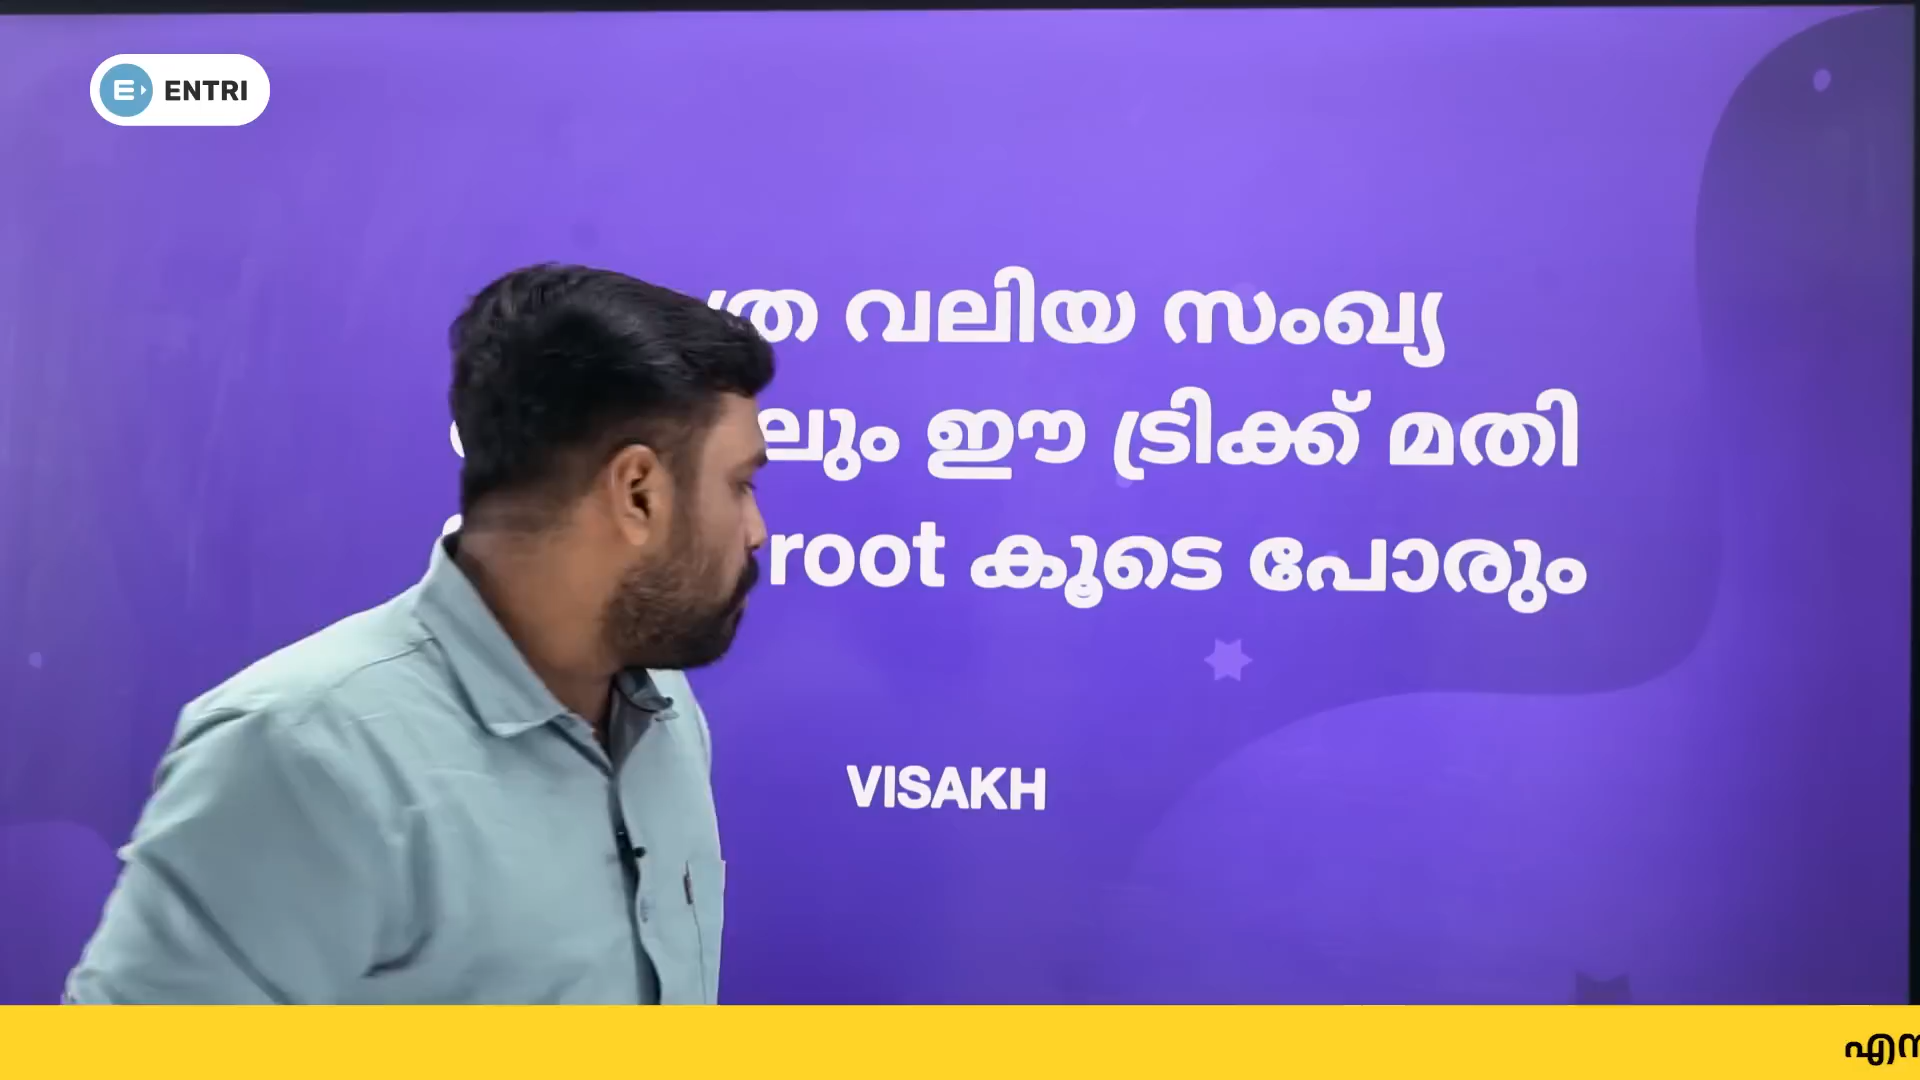 ENTRI
വലിയ സംഖ്യ
ഈ ട്രിക്ക് മതി
root കൂടെ പോരും
VISAKH